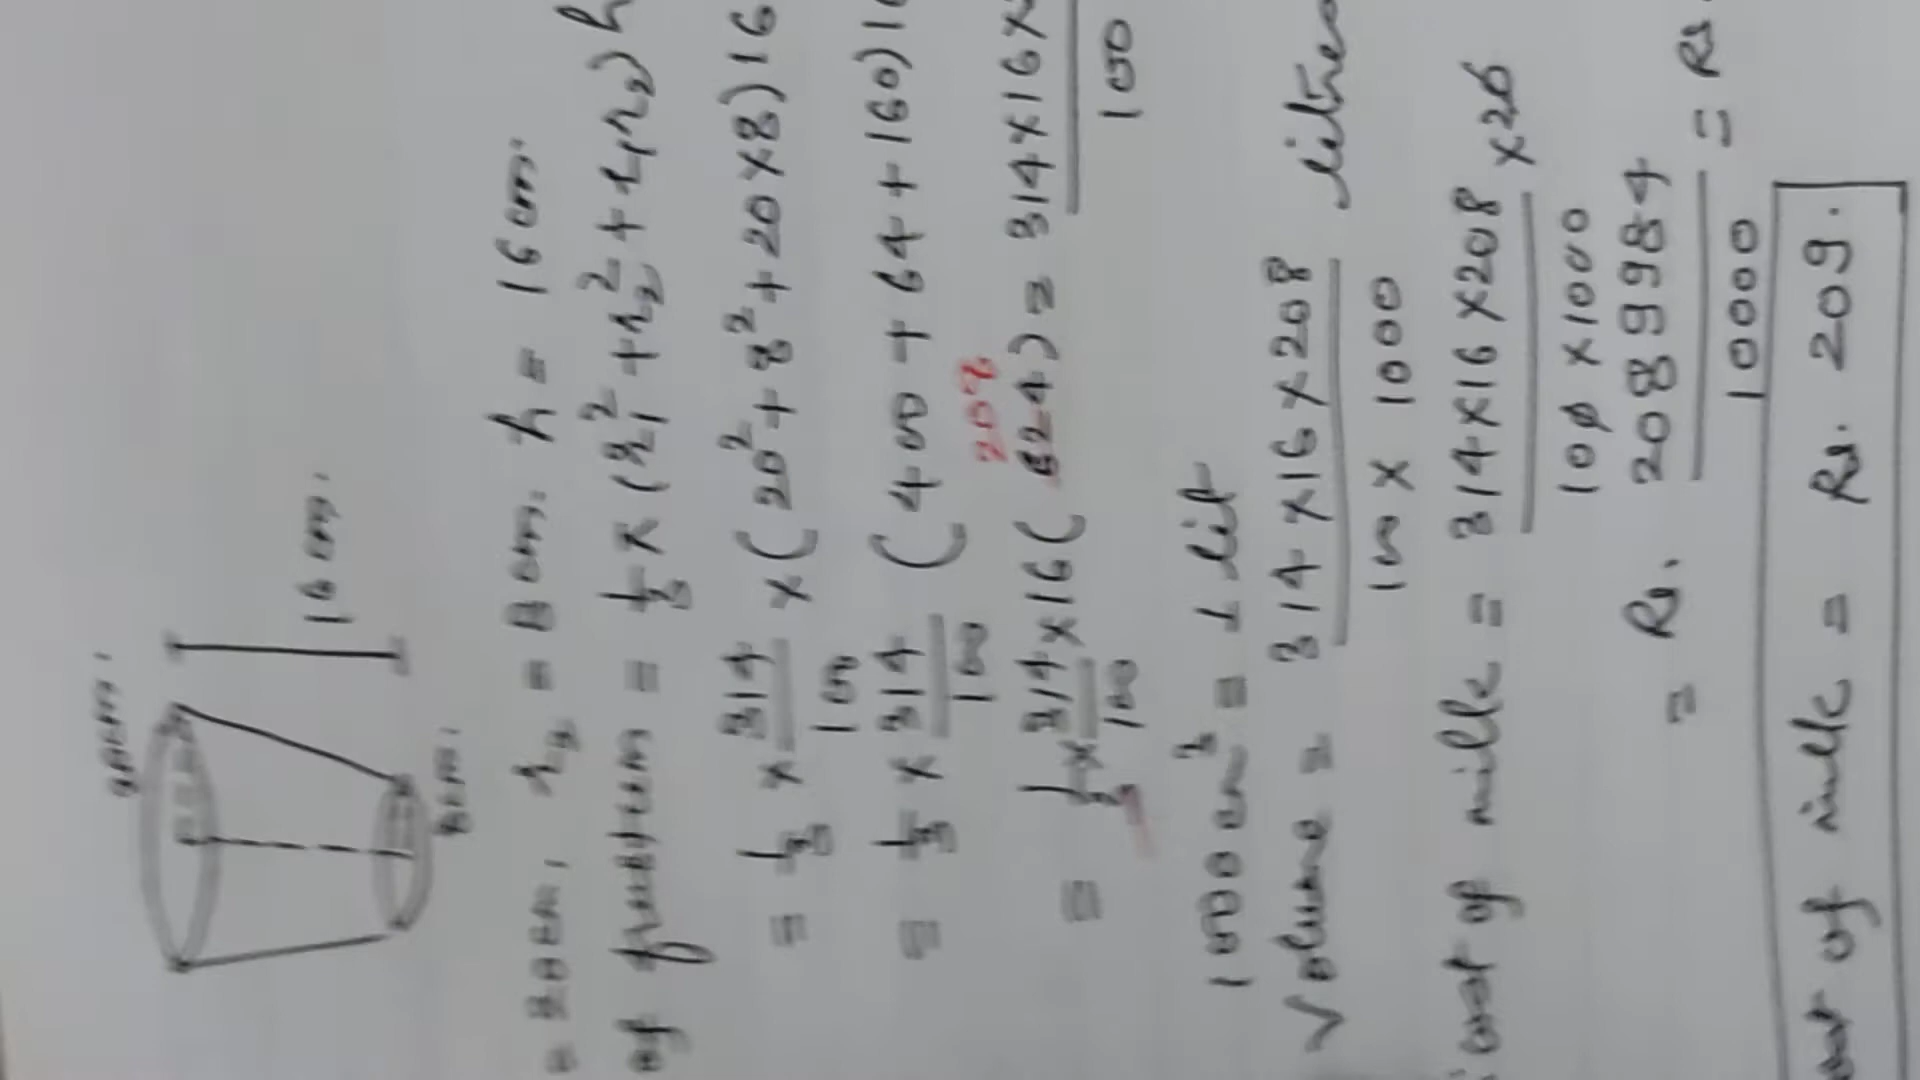 20cm.
16 cm.
8cm.
= 20cm, r₂ = 8cm. h = 16cm.
of frustum = 1/3 π (r₁² + r₂² + r₁r₂) h
= 1/3 × 314/100 × (20² + 8² + 20×8) 16
= 1/3 × 314/100 (400 + 64 + 160) 16
208
= 1/3 × 314/100 × 16 (624) = 314×16×/100
1000 cm³ = 1 lit
Volume = 314×16×208/100 × 1000 litres
cost of milk = 314×16×208/100×1000 ×20
= Rs. 208 9984/10000 = Rs.
cost of milk = Rs. 209.